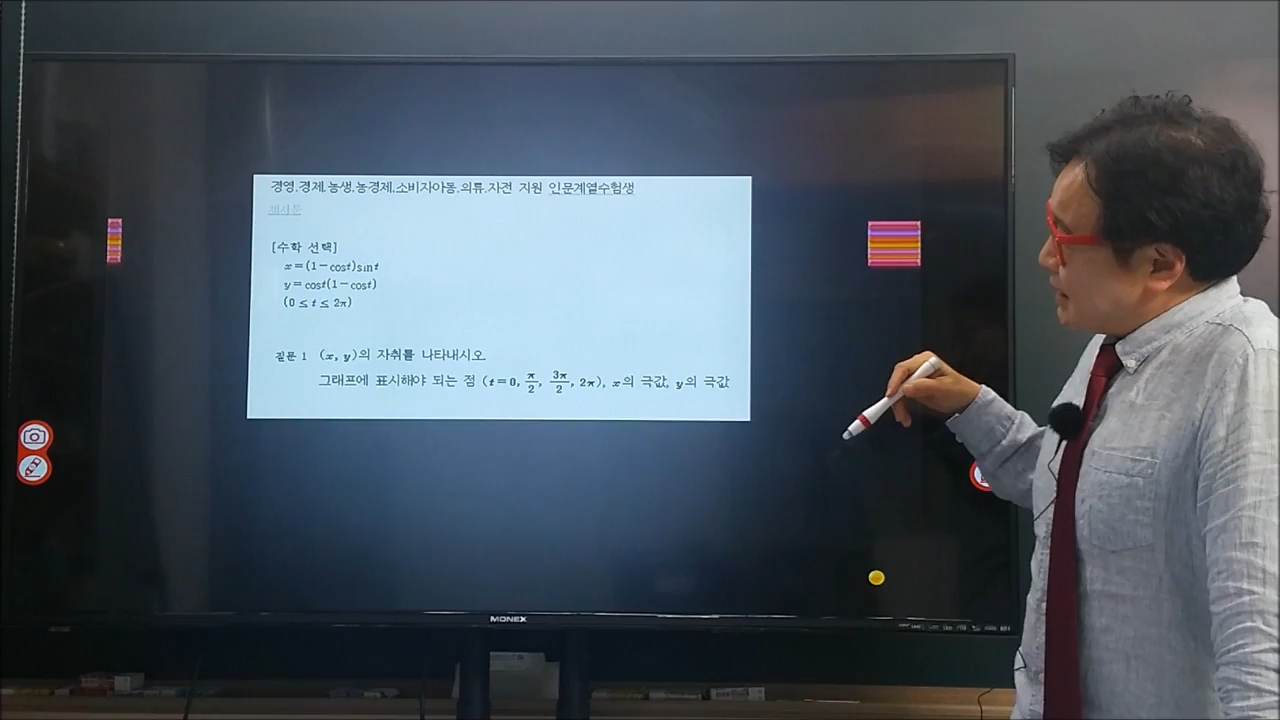 경영,경제,농생,농경제,소비자아동,의류,자전 지원 인문계열수험생
제시문
[수학 선택]
x=(1-cost)sint
y=cost(1-cost)
(0≤t≤2π)
질문 1 (x, y)의 자취를 나타내시오.
그래프에 표시해야 되는 점 (t=0, π/2, 3π/2, 2π), x의 극값, y의 극값
MONEX